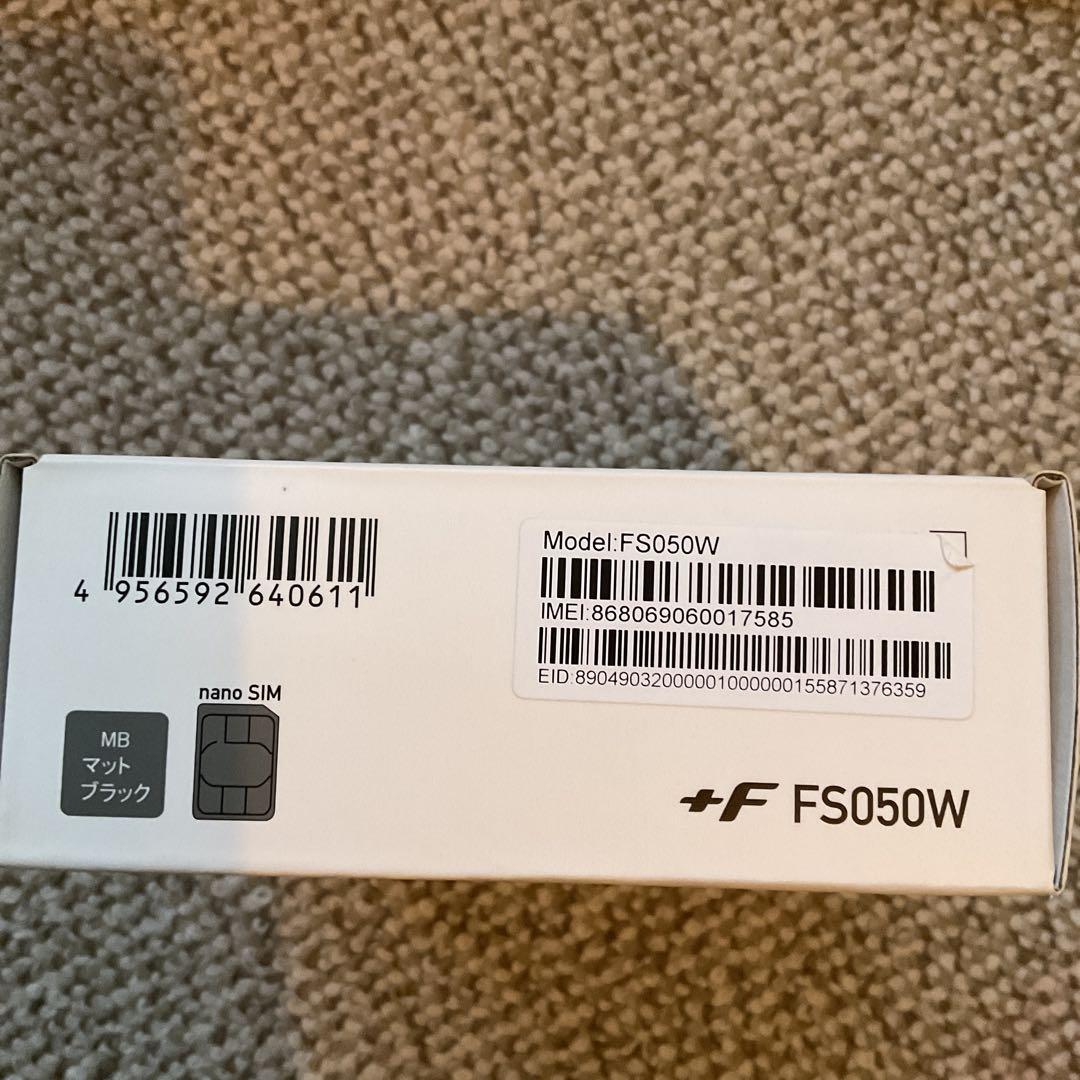 4 956592 640611
Model:FS050W
IMEI:868069060017585
EID:89049032000001000000155871376359
nano SIM
MB
マット
ブラック
+F FS050W